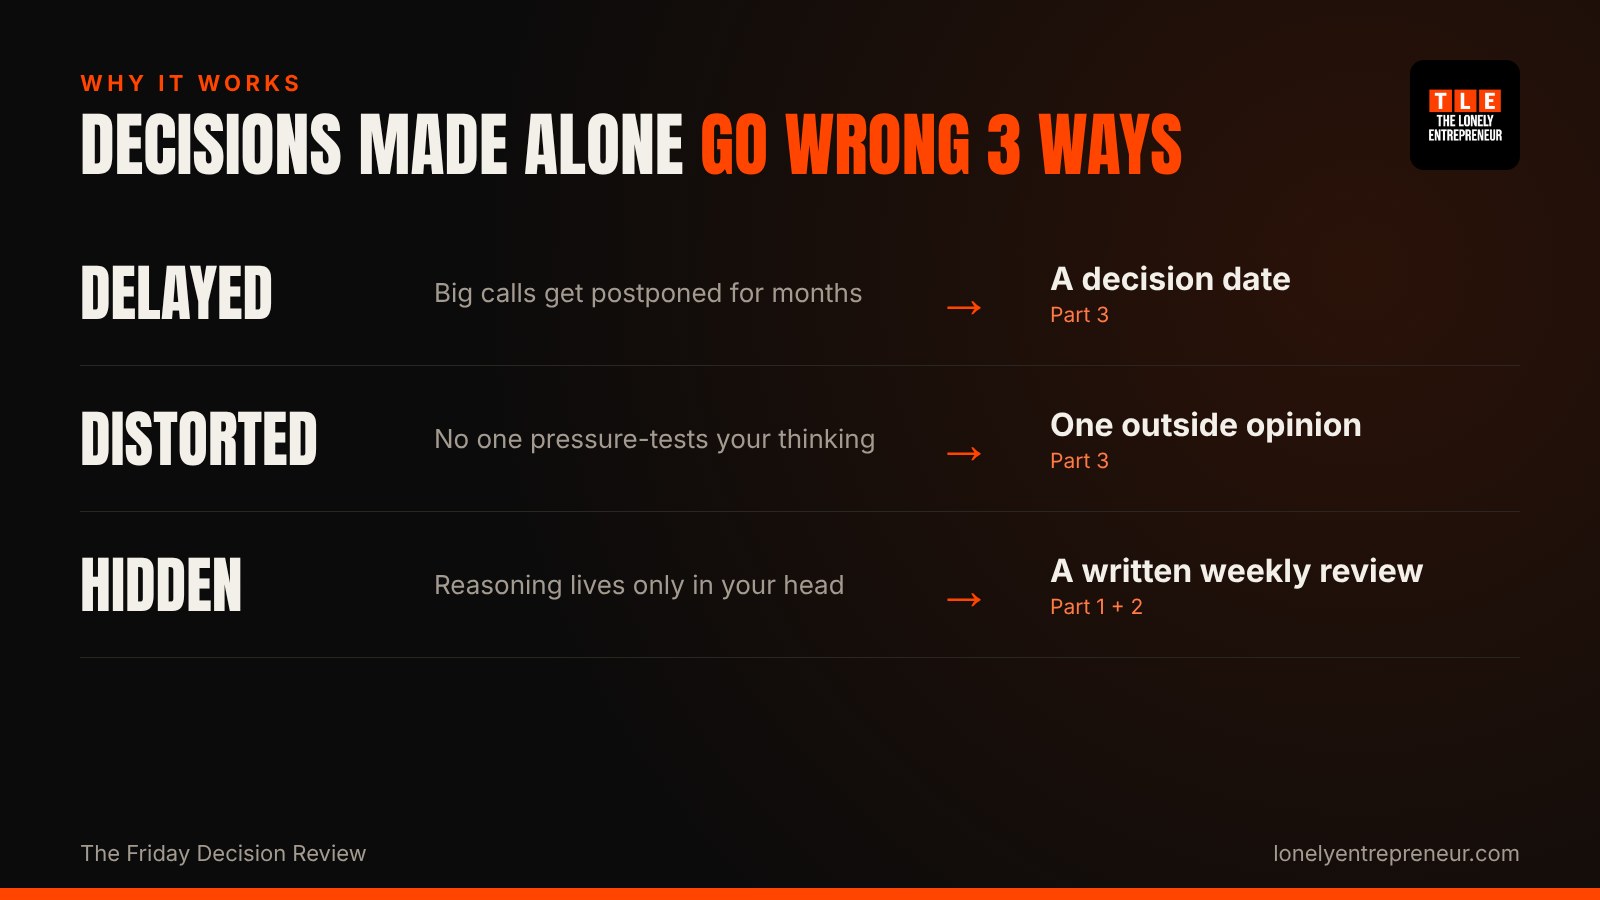 WHY IT WORKS
DECISIONS MADE ALONE GO WRONG 3 WAYS
TLE
THE LONELY
ENTREPRENEUR
DELAYED
Big calls get postponed for months
→
A decision date
Part 3
DISTORTED
No one pressure-tests your thinking
→
One outside opinion
Part 3
HIDDEN
Reasoning lives only in your head
→
A written weekly review
Part 1 + 2
The Friday Decision Review
lonelyentrepreneur.com